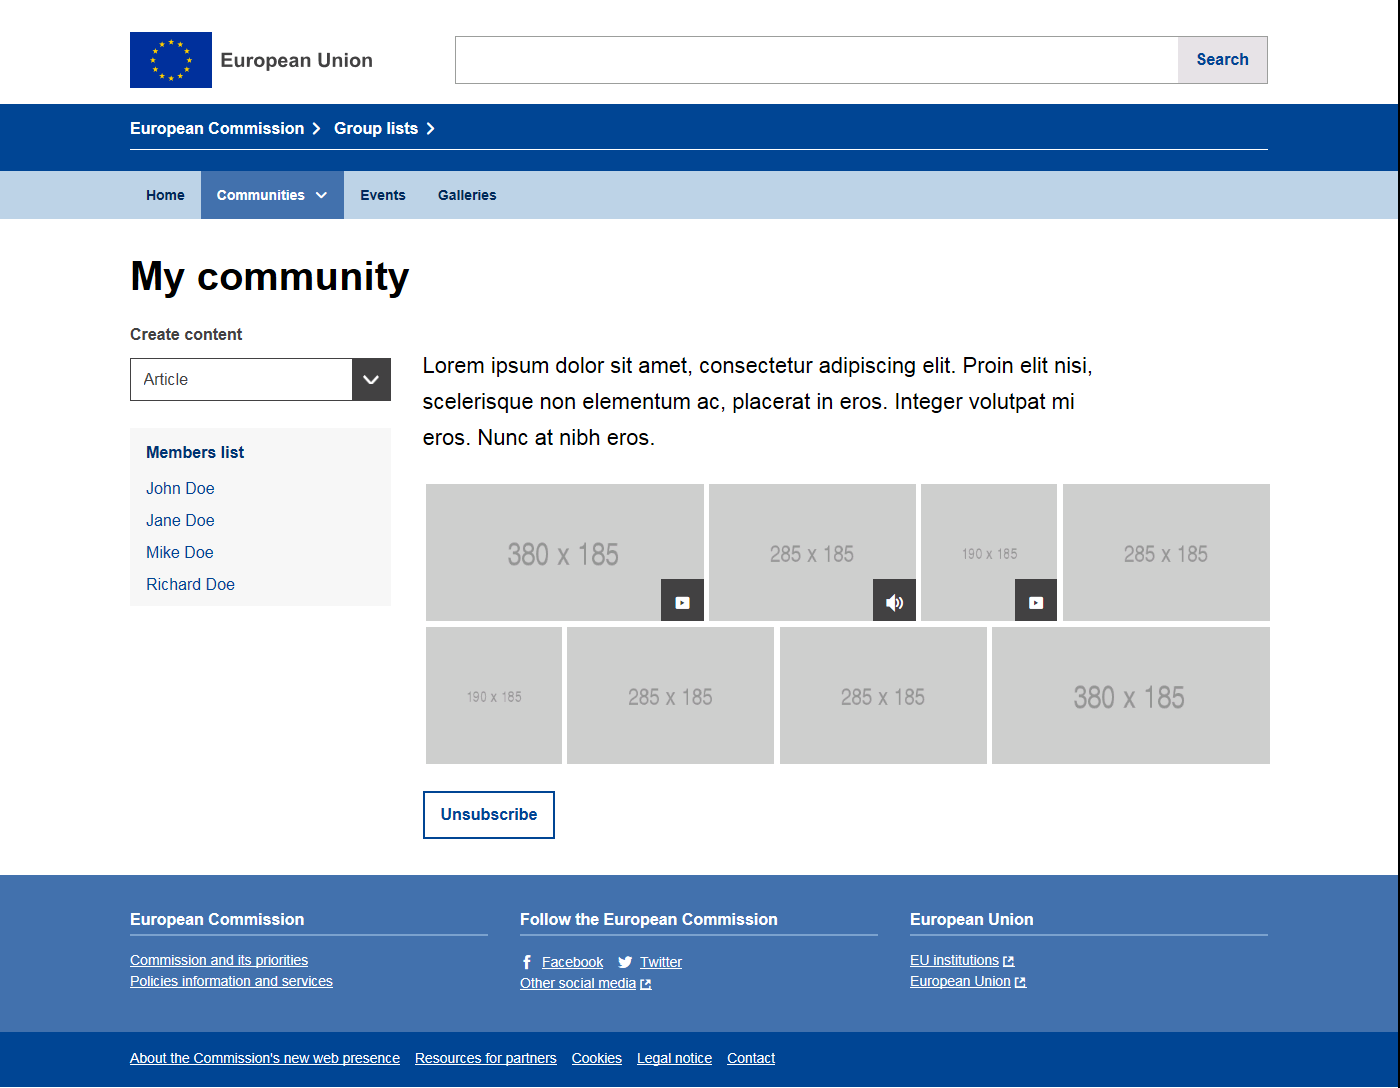 European Union
Search
European Commission
Group lists
Home
Communities
Events
Galleries
My community
Create content
Article
Members list
John Doe
Jane Doe
Mike Doe
Richard Doe
Lorem ipsum dolor sit amet, consectetur adipiscing elit. Proin elit nisi,
scelerisque non elementum ac, placerat in eros. Integer volutpat mi
eros. Nunc at nibh eros.
380 x 185
285 x 185
190 x 185
285 x 185
190 x 185
285 x 185
285 x 185
380 x 185
Unsubscribe
European Commission
Commission and its priorities
Policies information and services
Follow the European Commission
Facebook
Twitter
Other social media
European Union
EU institutions
European Union
About the Commission's new web presence
Resources for partners
Cookies
Legal notice
Contact